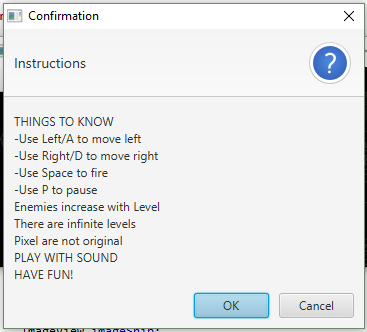 Confirmation
Instructions
?
THINGS TO KNOW
-Use Left/A to move left
-Use Right/D to move right
-Use Space to fire
-Use P to pause
Enemies increase with Level
There are infinite levels
Pixel are not original
PLAY WITH SOUND
HAVE FUN!
OK Cancel